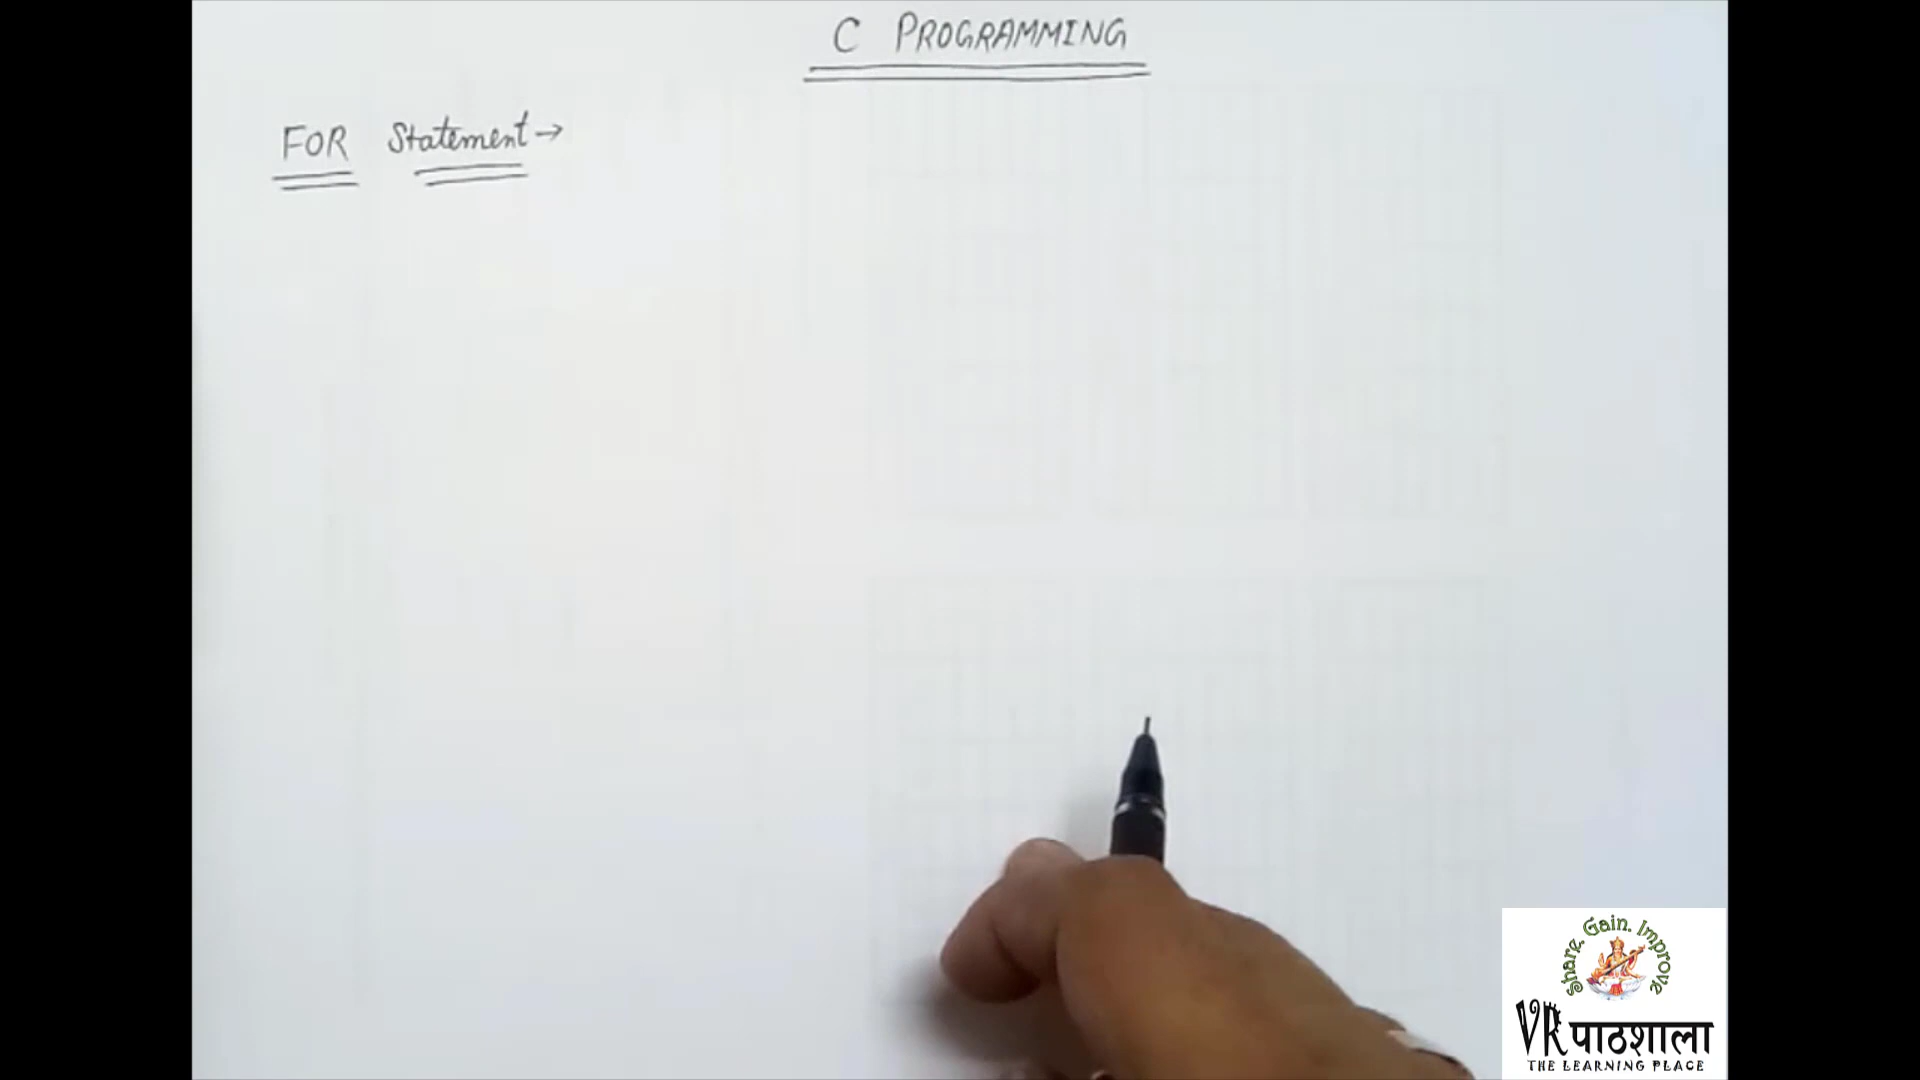 C PROGRAMMING
FOR Statement →
Share. Gain. Improve
VR पाठशाला
THE LEARNING PLACE